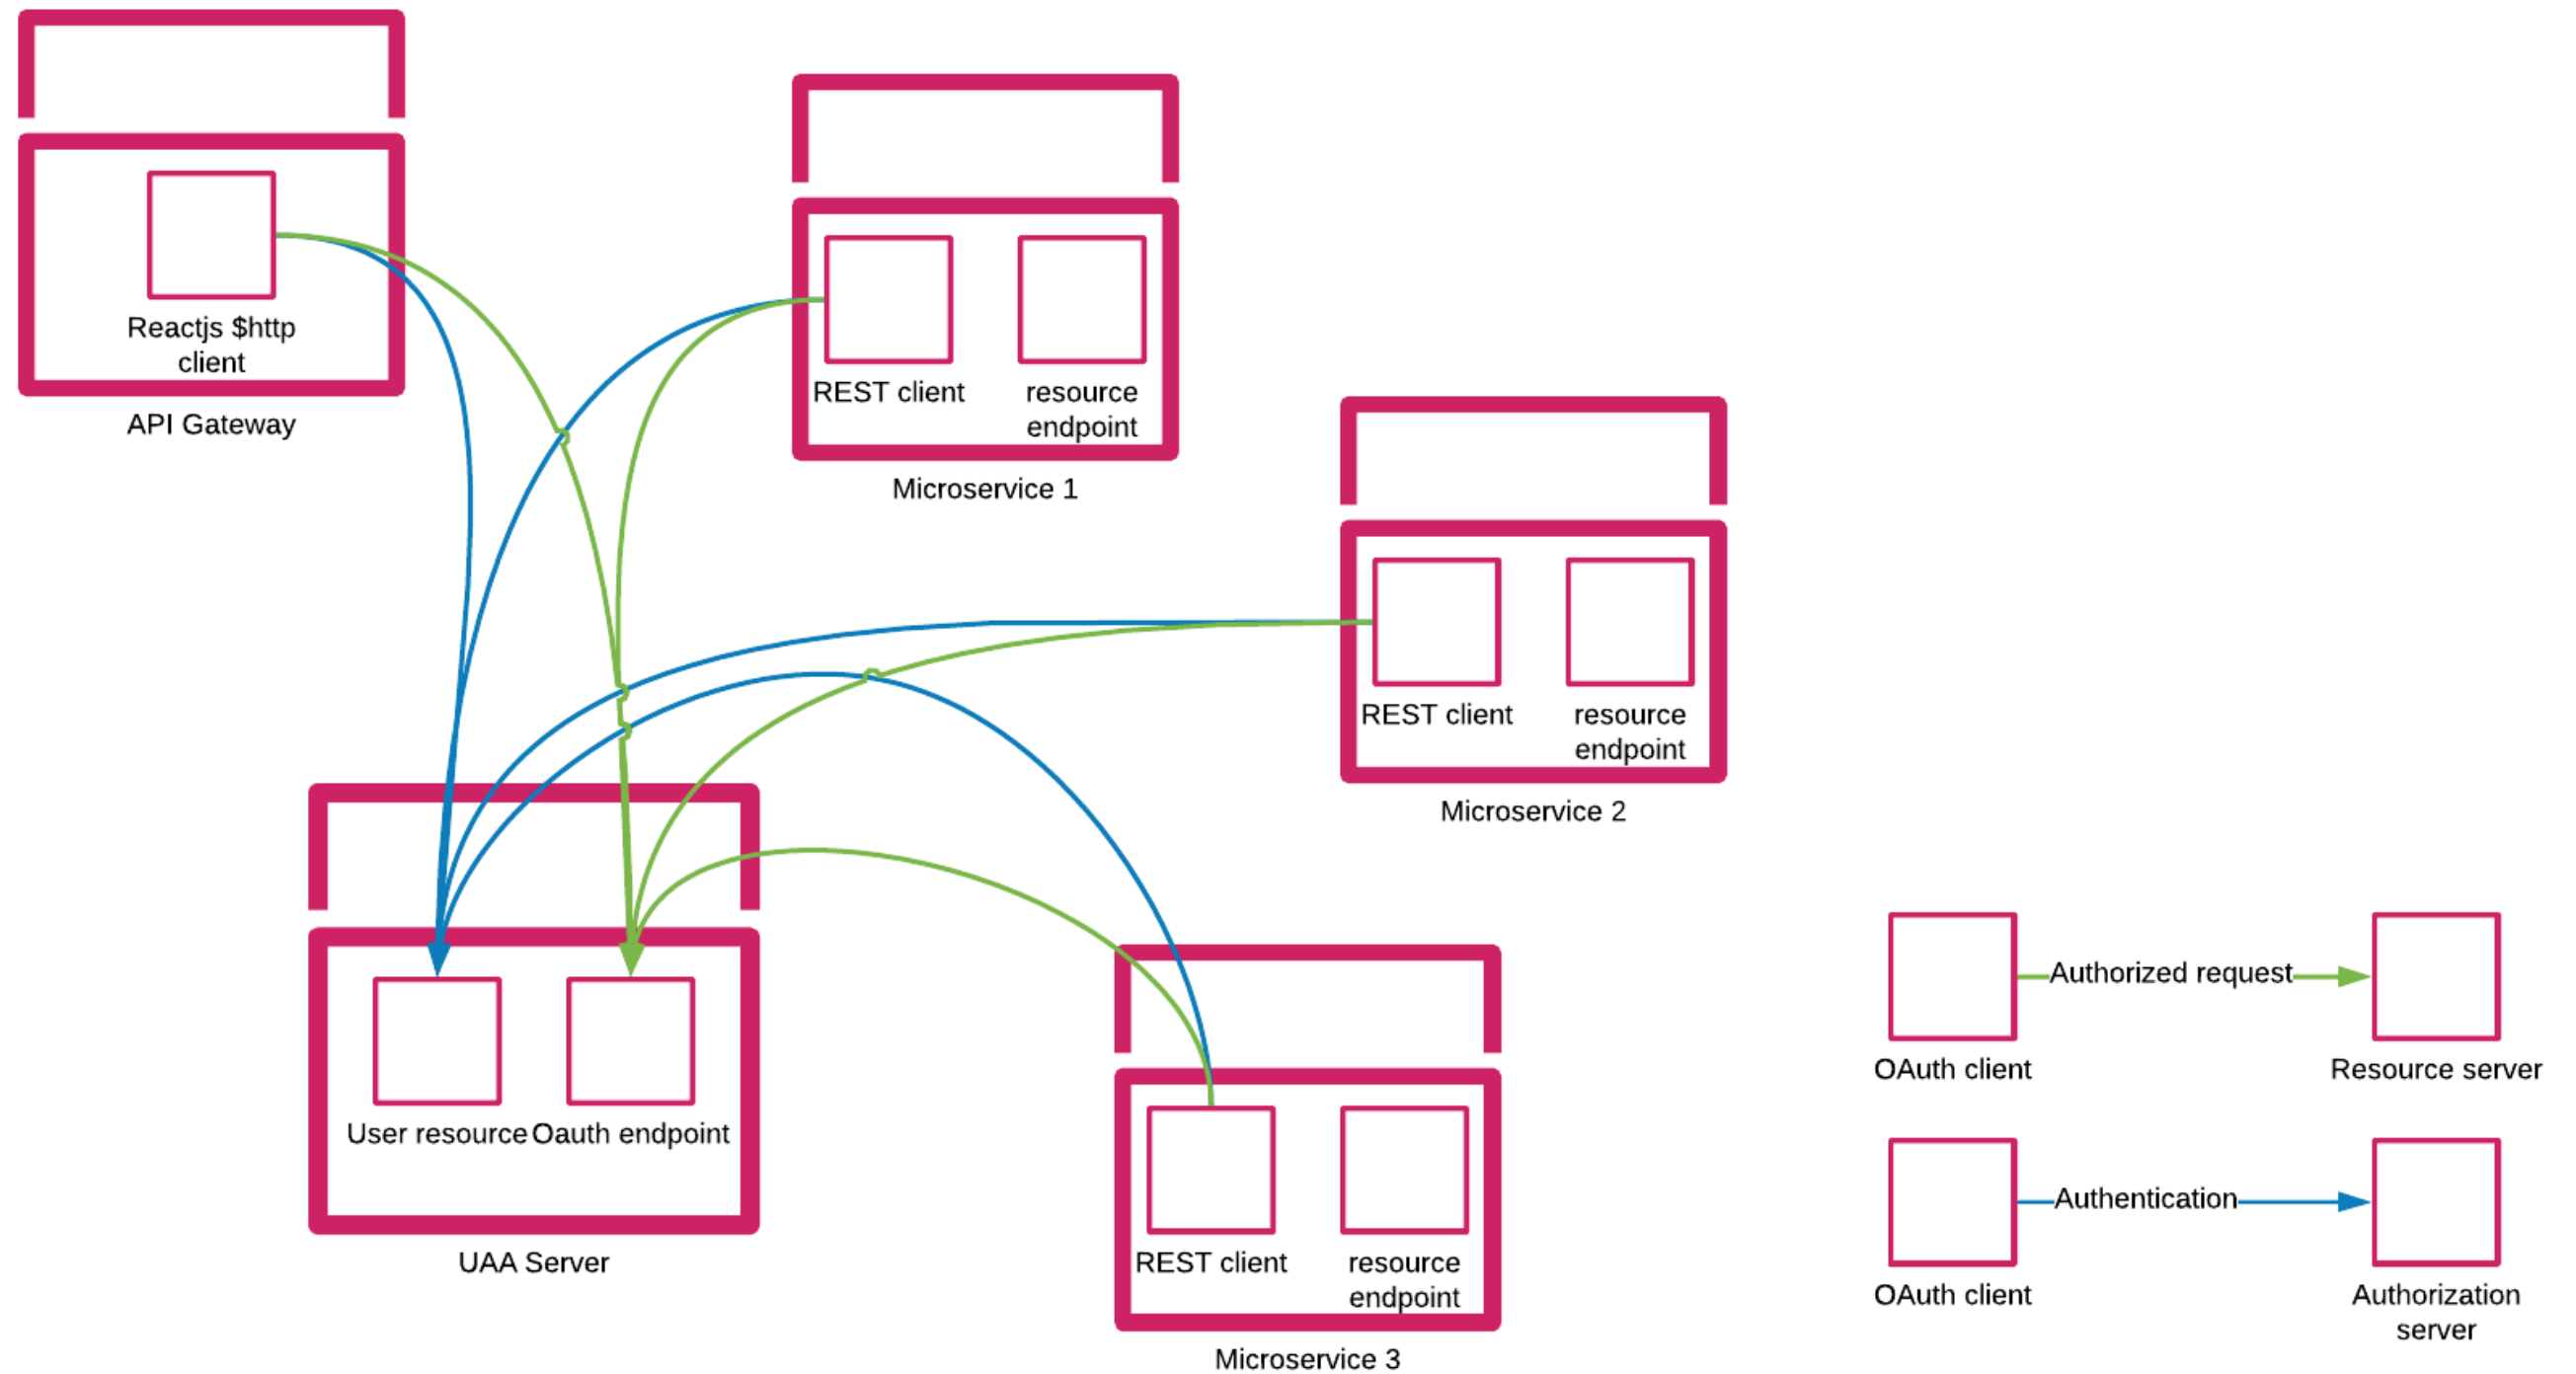 Reactjs $http
client
API Gateway
REST client
resource
endpoint
Microservice 1
REST client
resource
endpoint
Microservice 2
User resource
Oauth endpoint
UAA Server
REST client
resource
endpoint
Microservice 3
Authorized request
OAuth client
Resource server
Authentication
OAuth client
Authorization
server